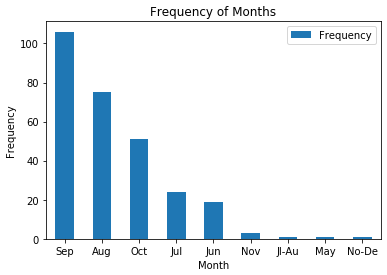 Frequency of Months
Frequency
Frequency
100
80
60
40
20
0
Sep Aug Oct Jul Jun Nov Jl-Au May No-De
Month